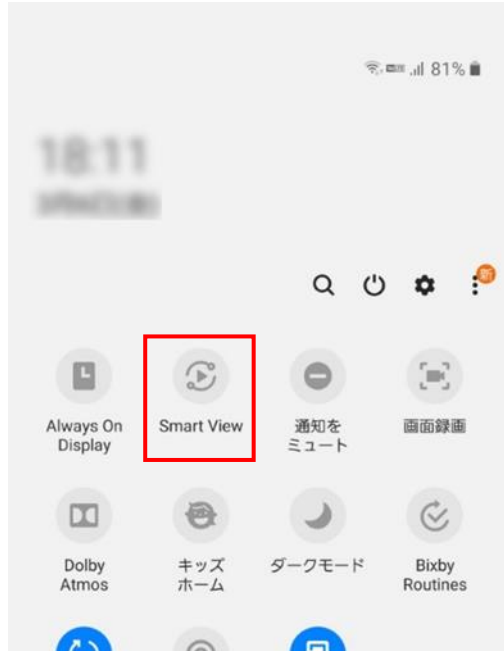 81%
新
Always On
Display
Smart View
通知を
ミュート
画面録画
Dolby
Atmos
キッズ
ホーム
ダークモード
Bixby
Routines